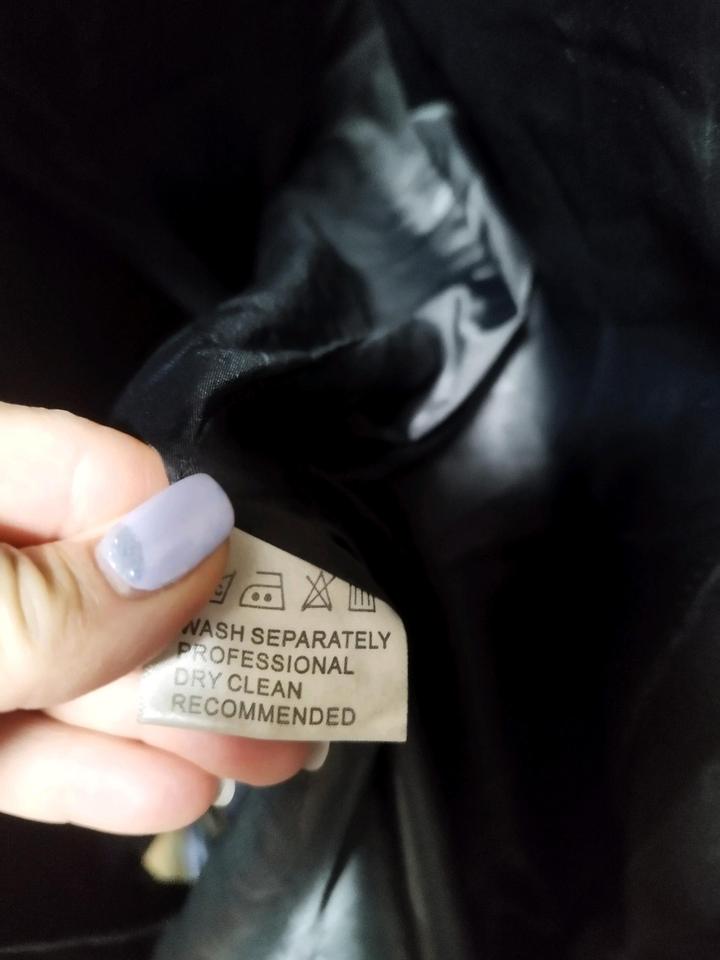 WASH SEPARATELY
PROFESSIONAL
DRY CLEAN
RECOMMENDED